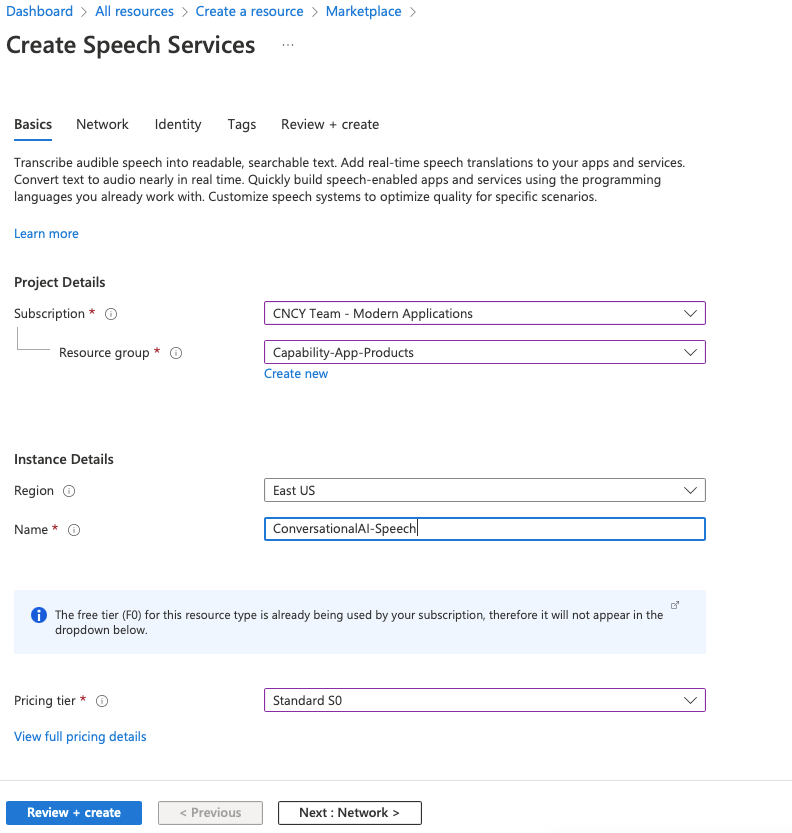 Dashboard > All resources > Create a resource > Marketplace >
Create Speech Services ...
Basics Network Identity Tags Review + create
Transcribe audible speech into readable, searchable text. Add real-time speech translations to your apps and services.
Convert text to audio nearly in real time. Quickly build speech-enabled apps and services using the programming
languages you already work with. Customize speech systems to optimize quality for specific scenarios.
Learn more
Project Details
Subscription * CNCY Team - Modern Applications
Resource group * Capability-App-Products
Create new
Instance Details
Region East US
Name * ConversationalAI-Speech
The free tier (F0) for this resource type is already being used by your subscription, therefore it will not appear in the
dropdown below.
Pricing tier * Standard S0
View full pricing details
Review + create < Previous Next : Network >